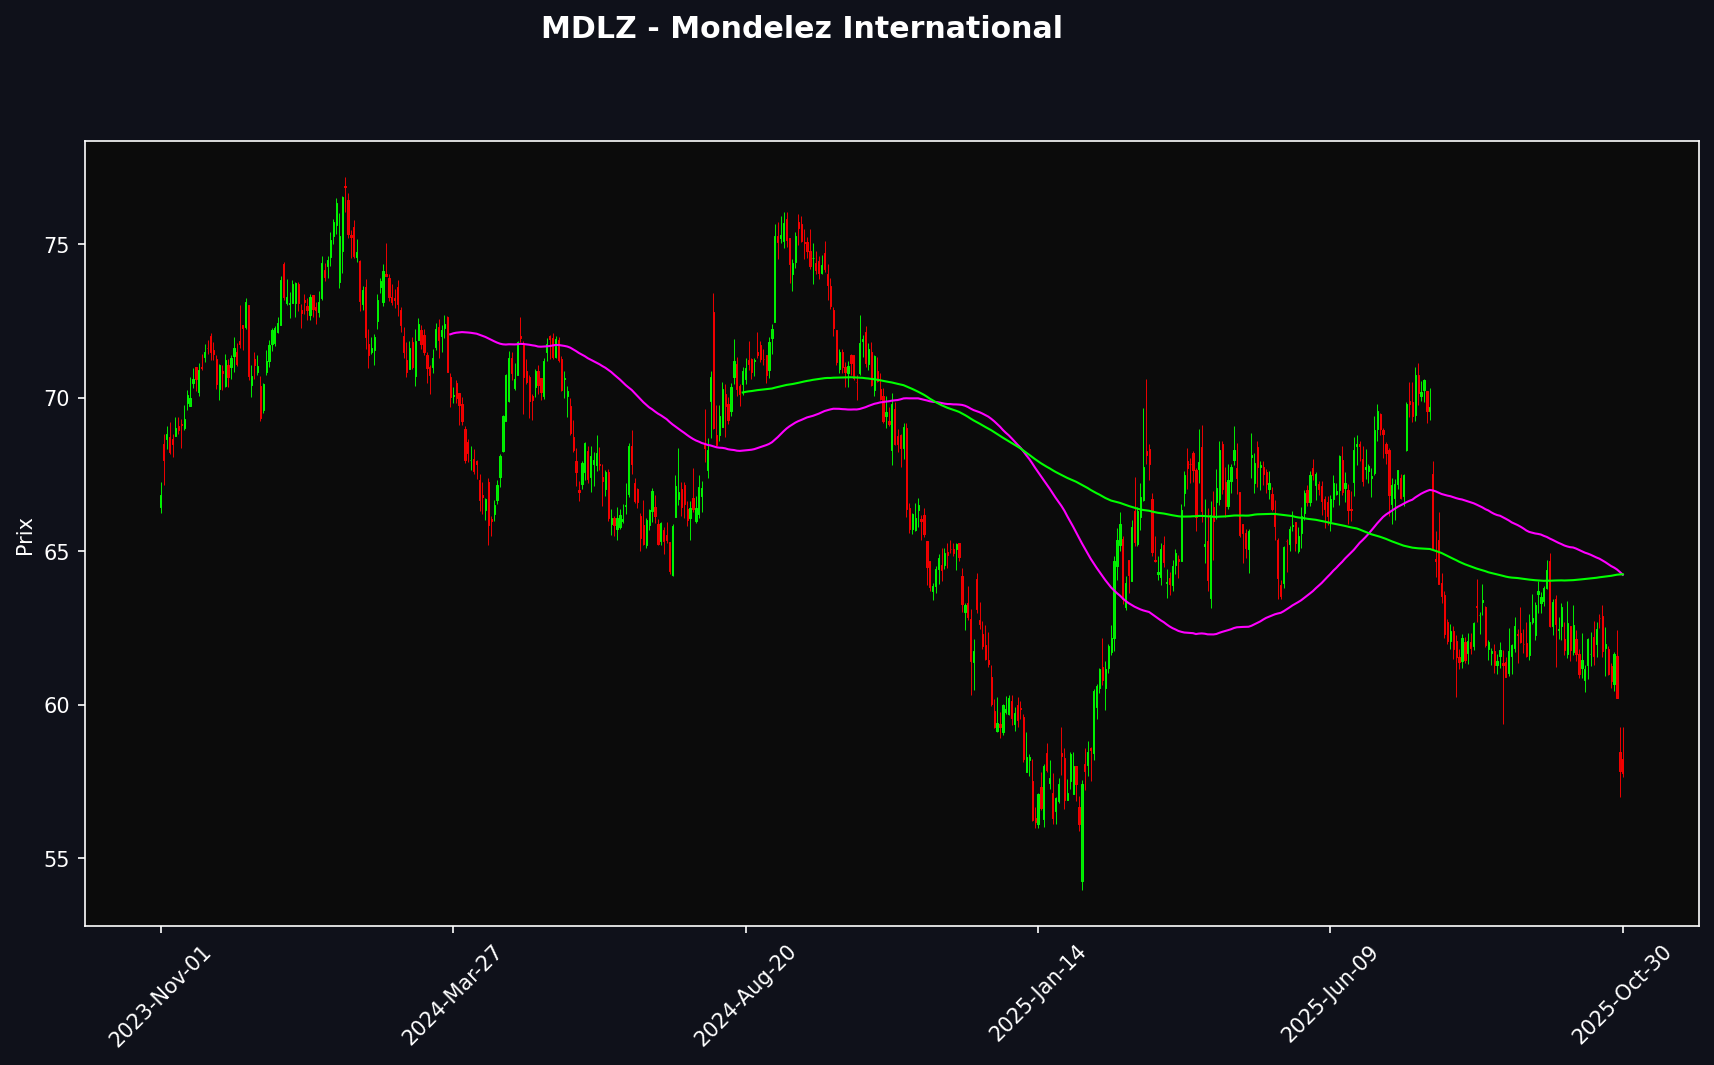 MDLZ - Mondelez International
Prix
75
70
65
60
55
2023-Nov-01
2024-Mar-27
2024-Aug-20
2025-Jan-14
2025-Jun-09
2025-Oct-30